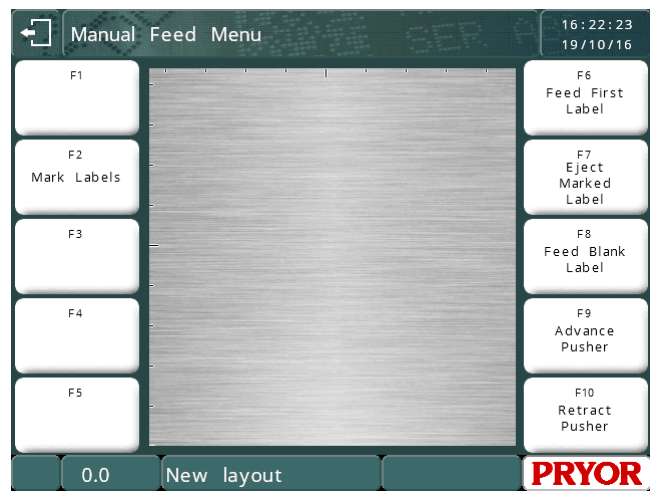 Manual Feed Menu
16:22:23
19/10/16
F1
F2
Mark Labels
F3
F4
F5
F6
Feed First
Label
F7
Eject
Marked
Label
F8
Feed Blank
Label
F9
Advance
Pusher
F10
Retract
Pusher
0.0
New layout
PRYOR